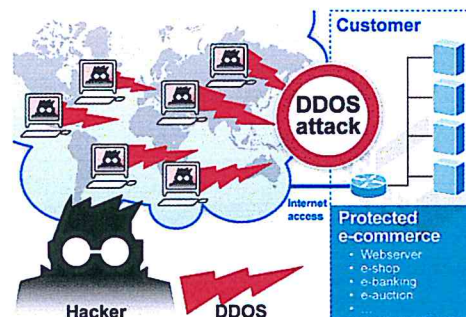 Customer
DDOS
attack
Internet
access
Protected
e-commerce
• Webserver
• e-shop
• e-banking
• e-auction
• ...
Hacker
DDOS